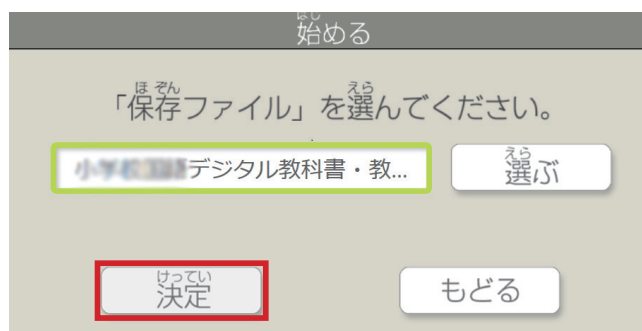 始める
「保存ファイル」を選んでください。
デジタル教科書・教...
選ぶ
決定
もどる